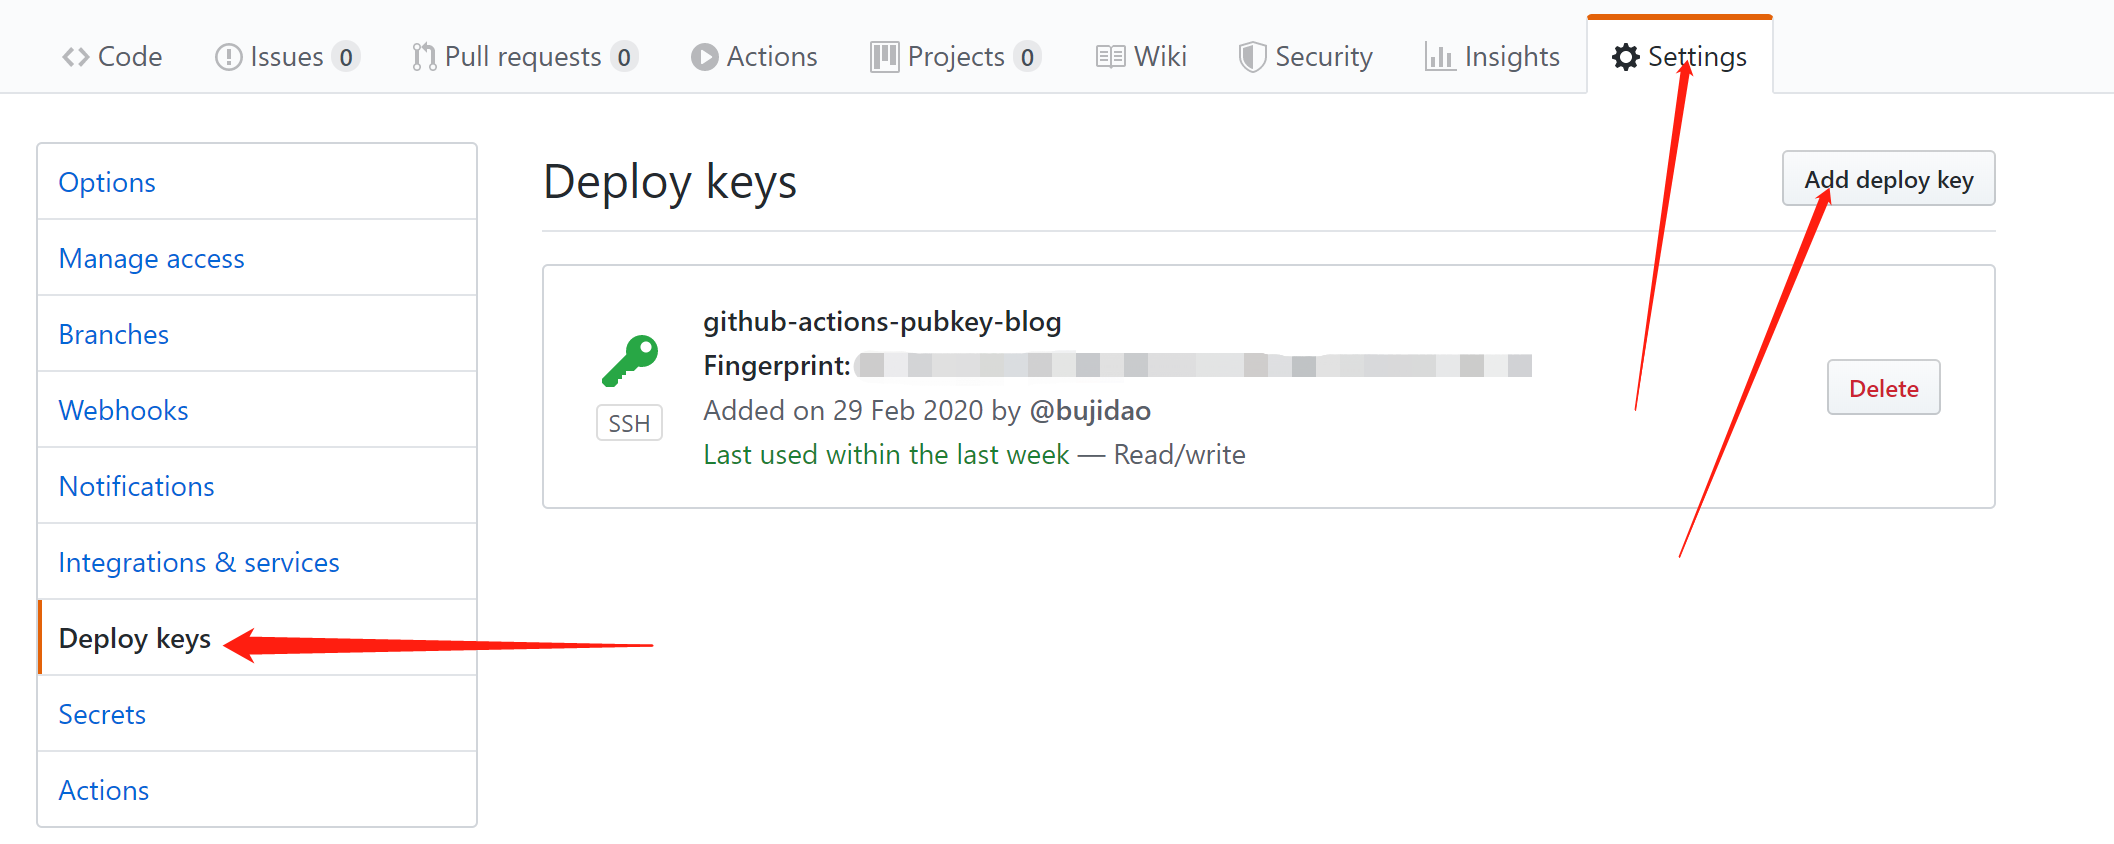 Code Issues 0 Pull requests 0 Actions Projects 0 Wiki Security Insights Settings
Options
Manage access
Branches
Webhooks
Notifications
Integrations & services
Deploy keys
Secrets
Actions
Deploy keys
Add deploy key
SSH
github-actions-pubkey-blog
Fingerprint:
Added on 29 Feb 2020 by @bujidao
Last used within the last week — Read/write
Delete